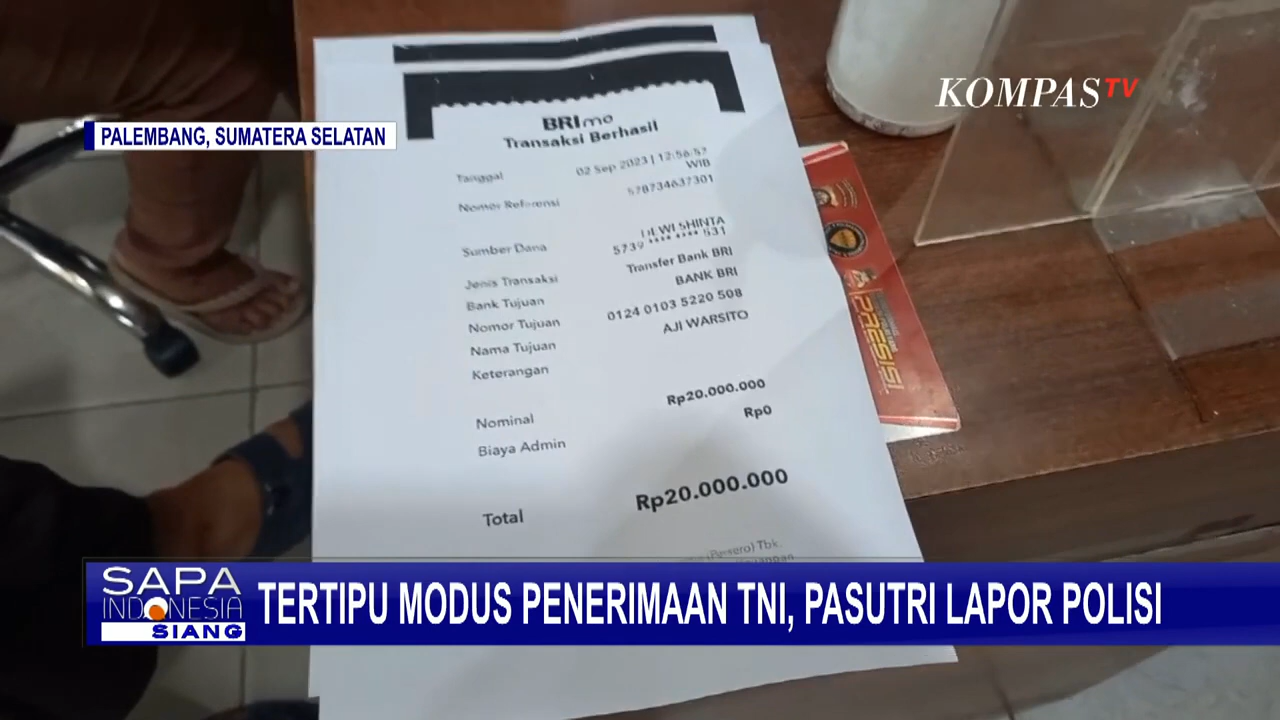 KOMPASTV
PALEMBANG, SUMATERA SELATAN
BRImo
Transaksi Berhasil
Tanggal 02 Sep 2023 | 12:56:57
WIB
Nomor Referensi 578734637301
Sumber Dana DEWI SHINTA
5739 **** **** 531
Jenis Transaksi Transfer Bank BRI
Bank Tujuan BANK BRI
Nomor Tujuan 0124 0103 5220 508
Nama Tujuan AJI WARSITO
Keterangan
Nominal Rp20.000.000
Biaya Admin Rp0
Total Rp20.000.000
(Persero) Tbk.
PRESISI
SAPA
INDONESIA
SIANG
TERTIPU MODUS PENERIMAAN TNI, PASUTRI LAPOR POLISI